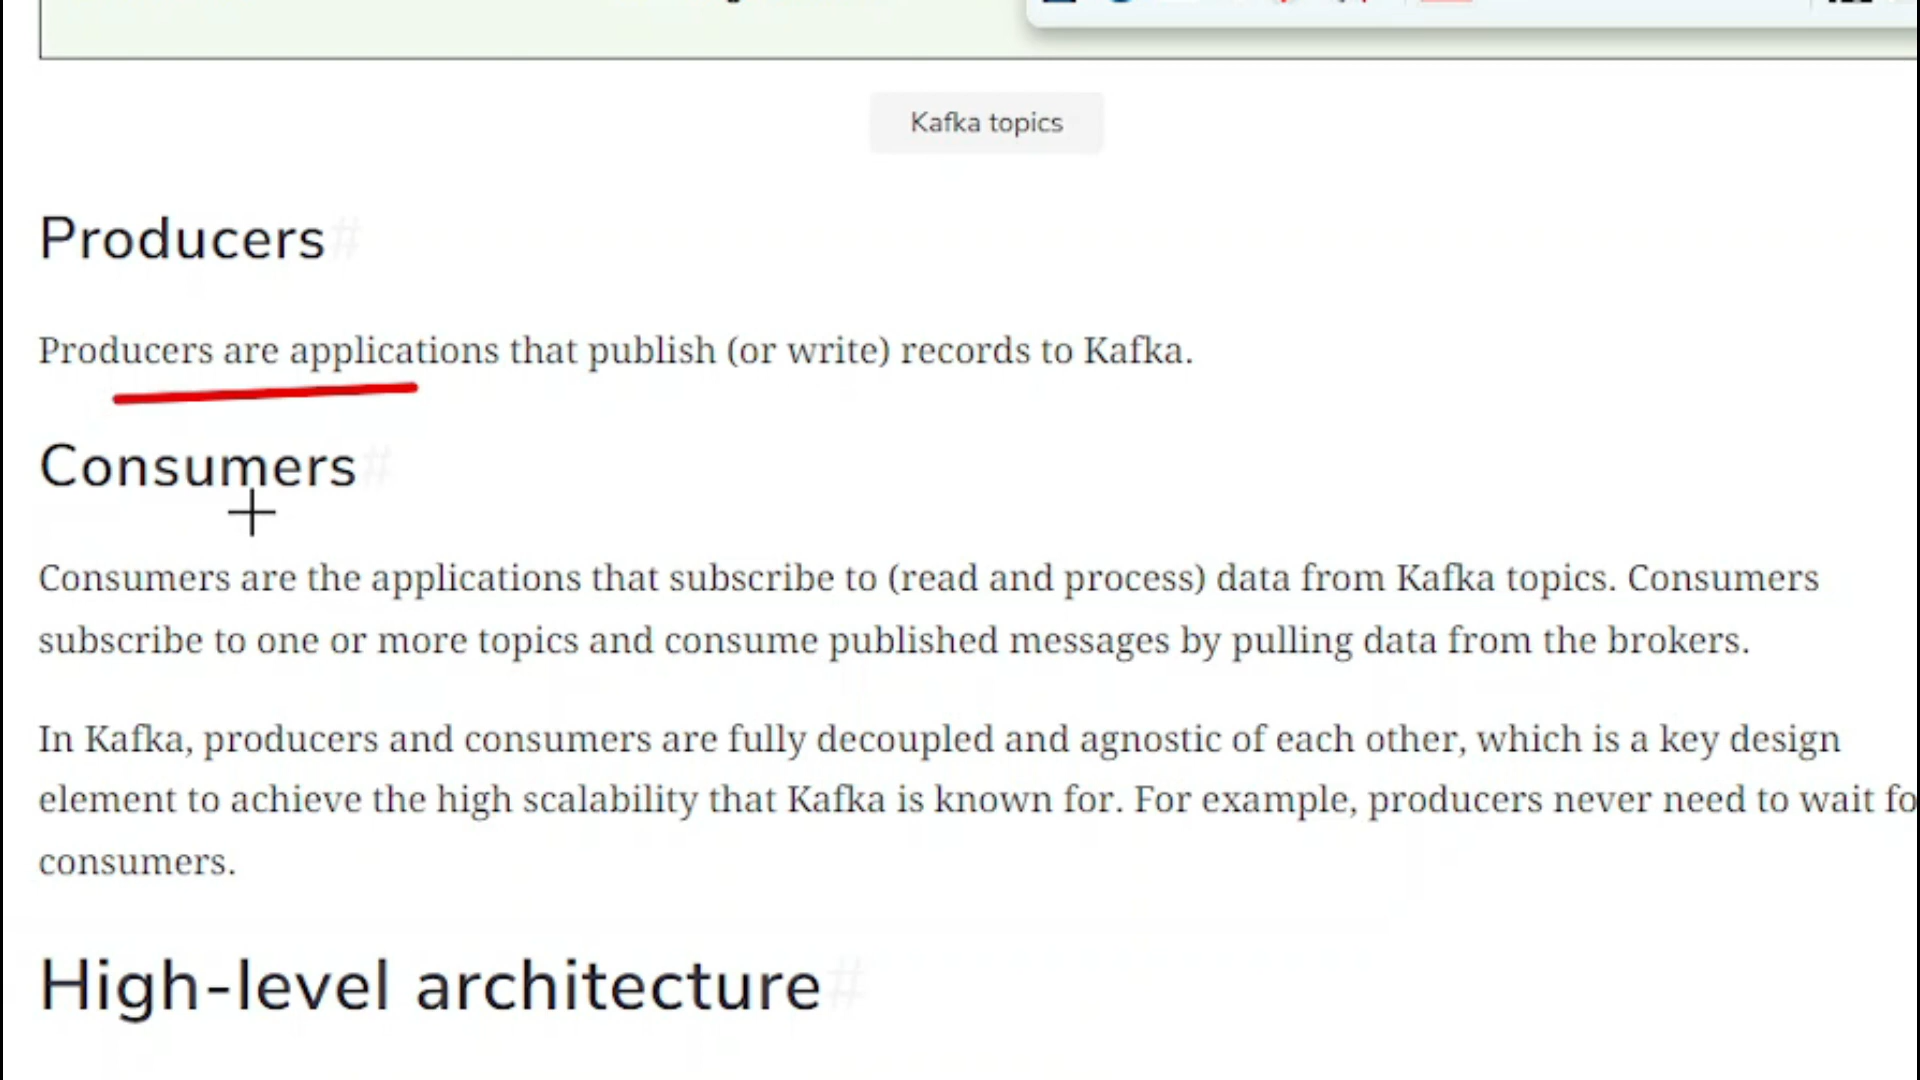 Kafka topics
Producers#
Producers are applications that publish (or write) records to Kafka.
Consumers#
Consumers are the applications that subscribe to (read and process) data from Kafka topics. Consumers
subscribe to one or more topics and consume published messages by pulling data from the brokers.
In Kafka, producers and consumers are fully decoupled and agnostic of each other, which is a key design
element to achieve the high scalability that Kafka is known for. For example, producers never need to wait fo
consumers.
High-level architecture#